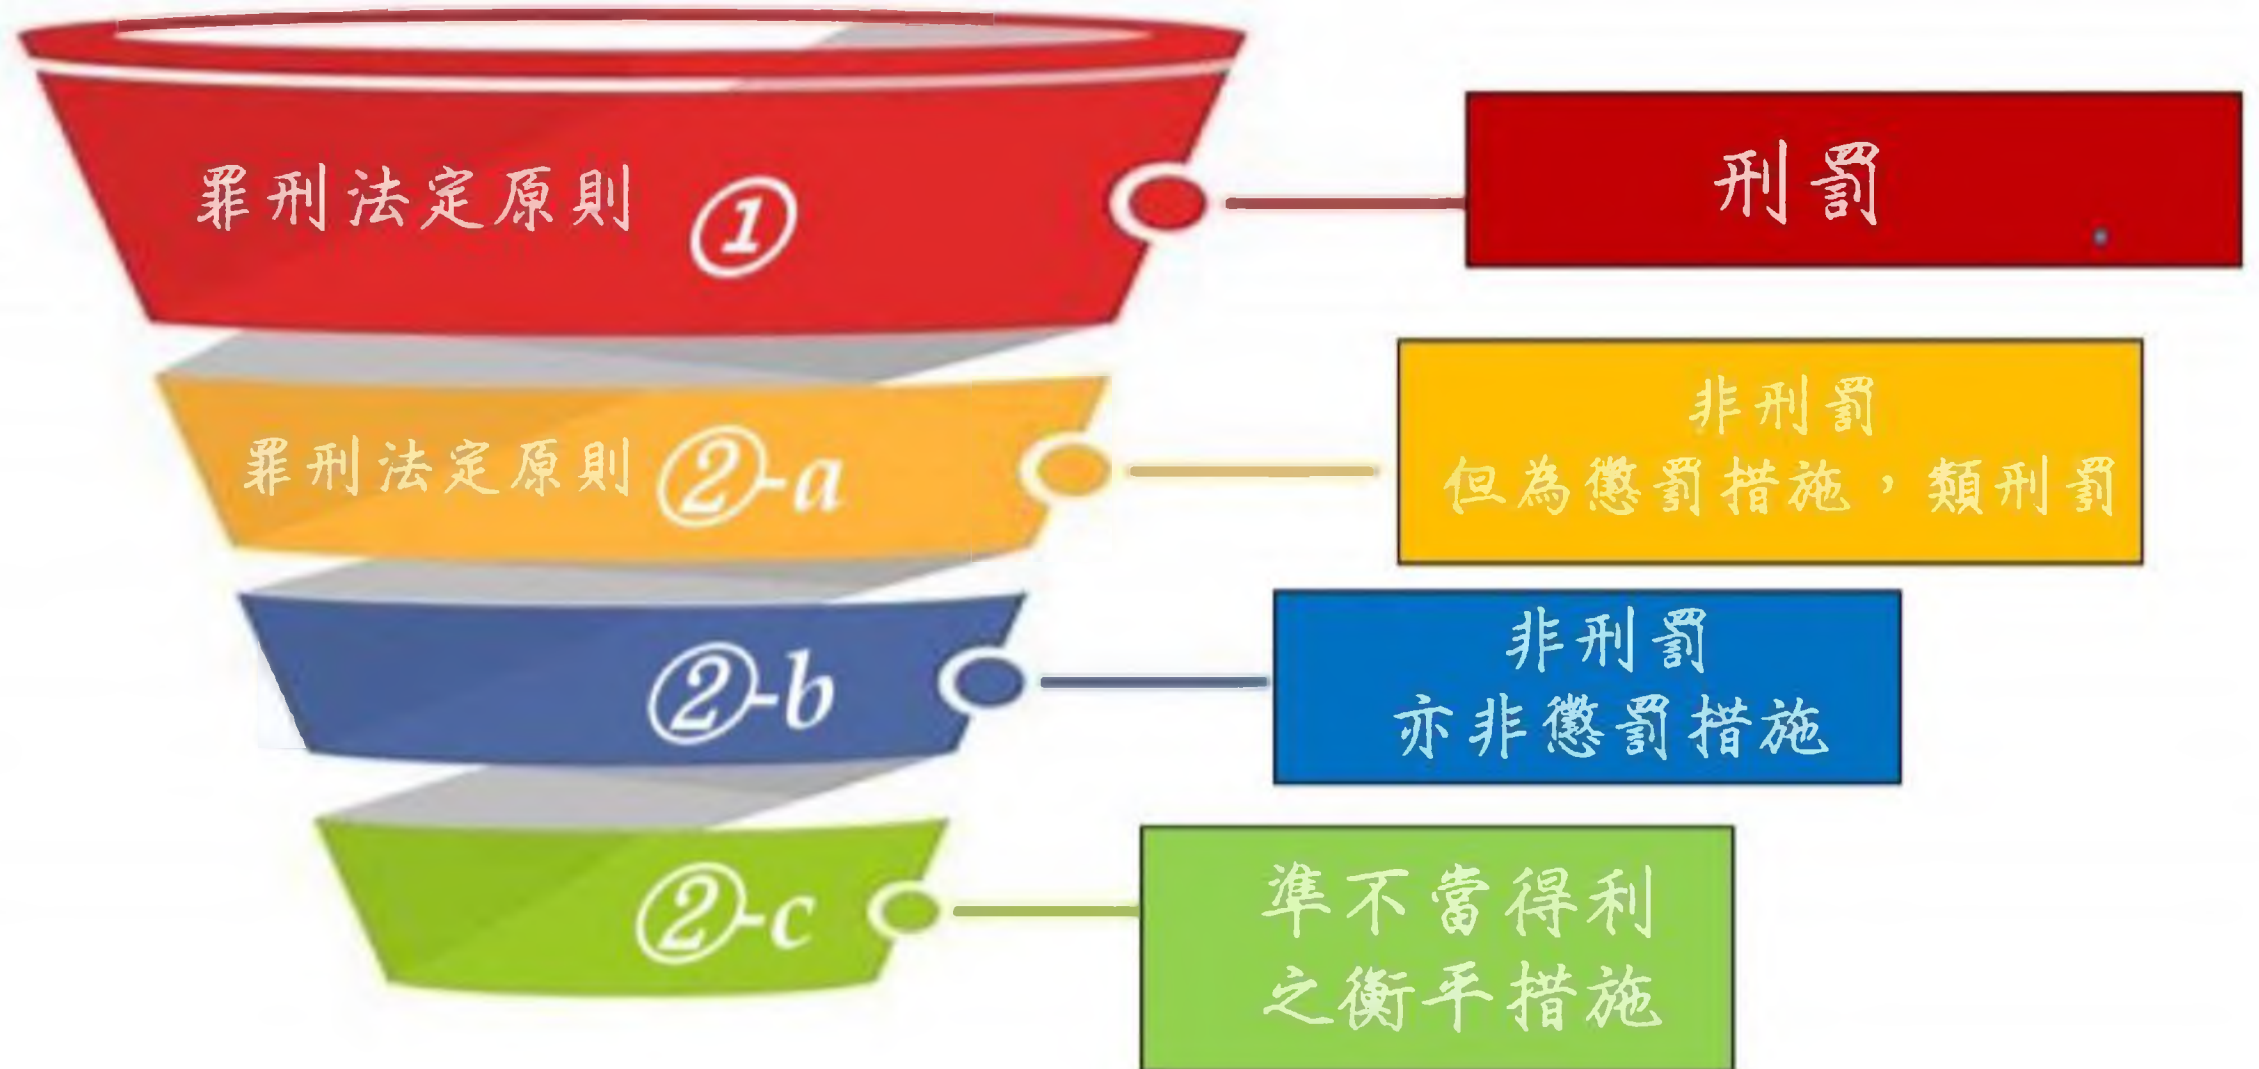 罪刑法定原則 ①
刑罰
罪刑法定原則 ②-a
非刑罰
但為懲罰措施，類刑罰
②-b
非刑罰
亦非懲罰措施
②-c
準不當得利
之衡平措施